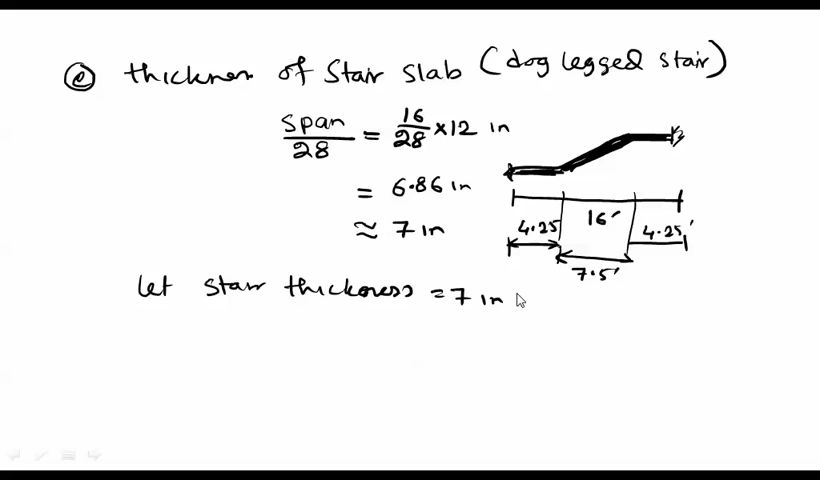 e thickness of stair slab (dog legged stair)
span/28 = 16/28 × 12 in
= 6.86 in
≈ 7 in
4.25 16' 4.25'
7.5'
let stair thickness = 7 in